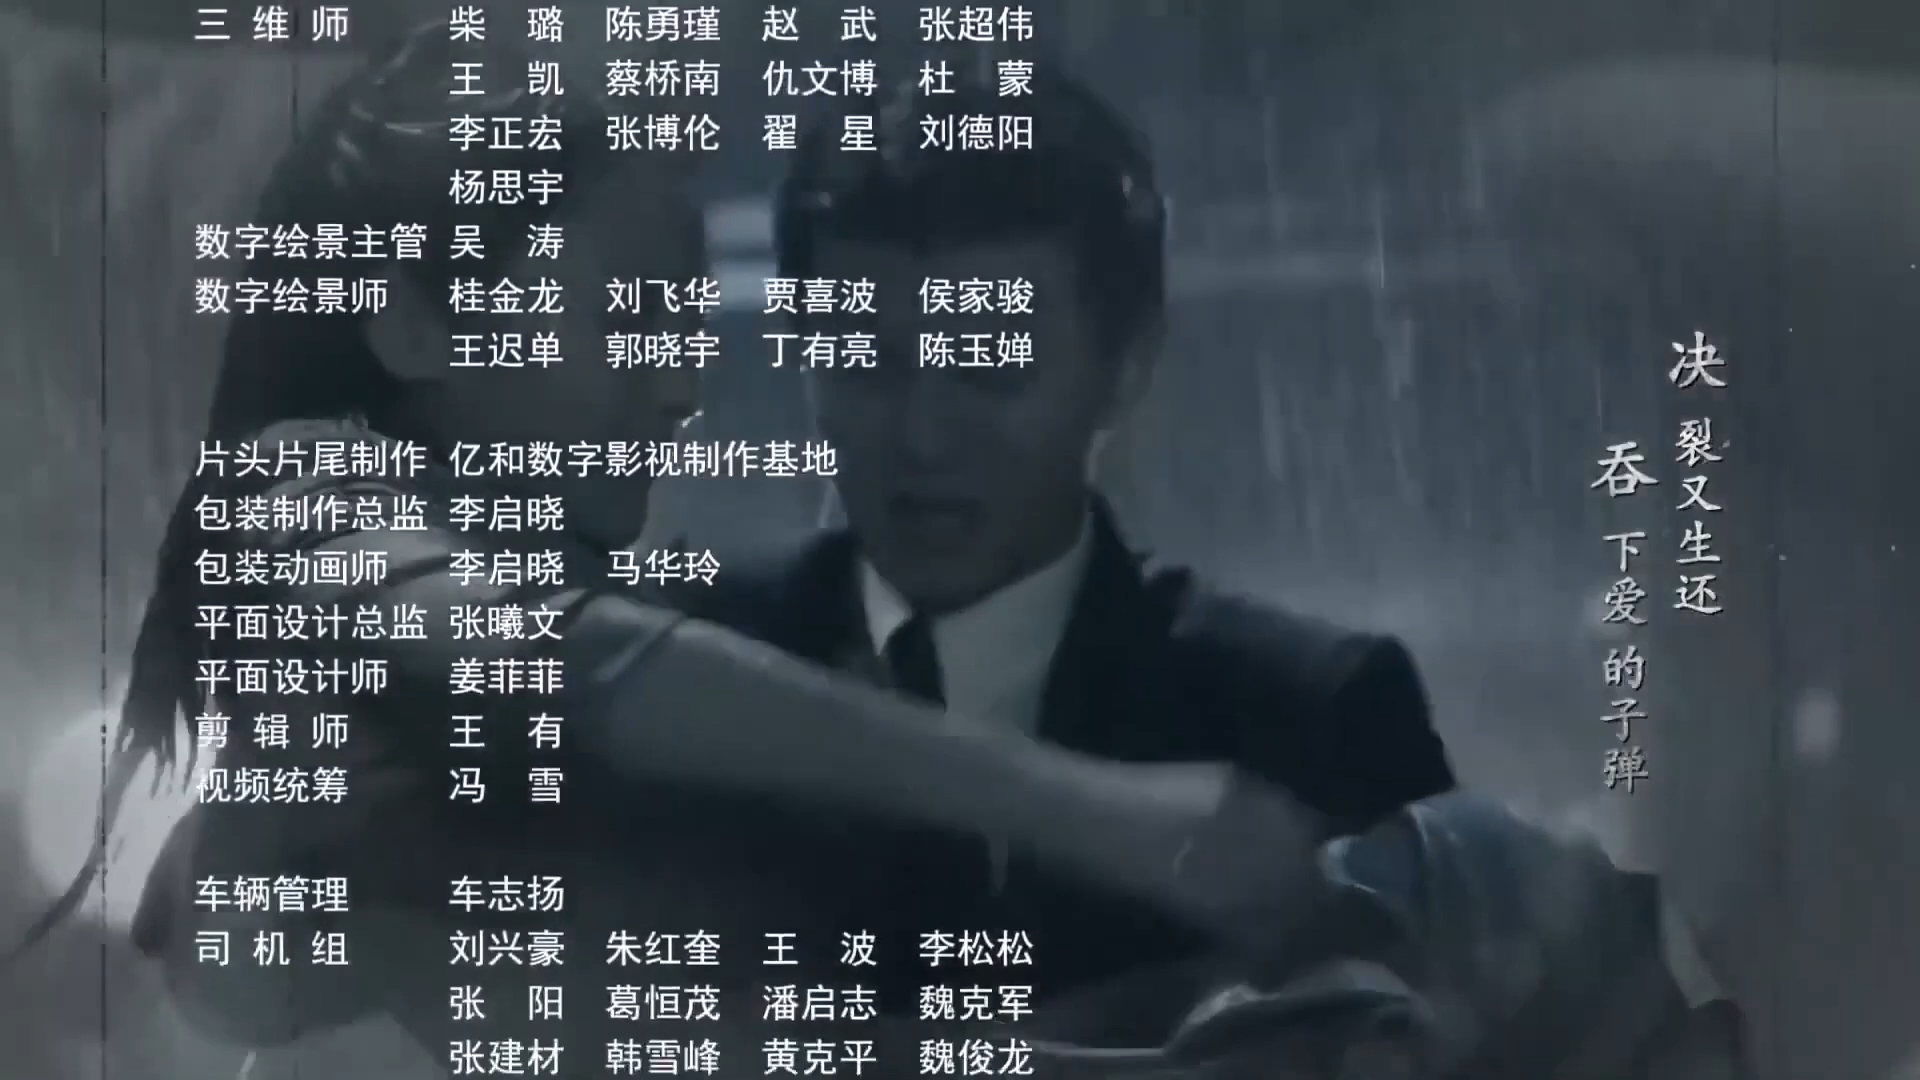 三维师 柴璐 陈勇瑾 赵武 张超伟
王凯 蔡桥南 仇文博 杜蒙
李正宏 张博伦 翟星 刘德阳
杨思宇
数字绘景主管 吴涛
数字绘景师 桂金龙 刘飞华 贾喜波 侯家骏
王迟单 郭晓宇 丁有亮 陈玉婵
片头片尾制作 亿和数字影视制作基地
包装制作总监 李启晓
包装动画师 李启晓 马华玲
平面设计总监 张曦文
平面设计师 姜菲菲
剪辑师 王有
视频统筹 冯雪
车辆管理 车志扬
司机组 刘兴豪 朱红奎 王波 李松松
张阳 葛恒茂 潘启志 魏克军
张建材 韩雪峰 黄克平 魏俊龙
决裂又生还
吞下爱的子弹